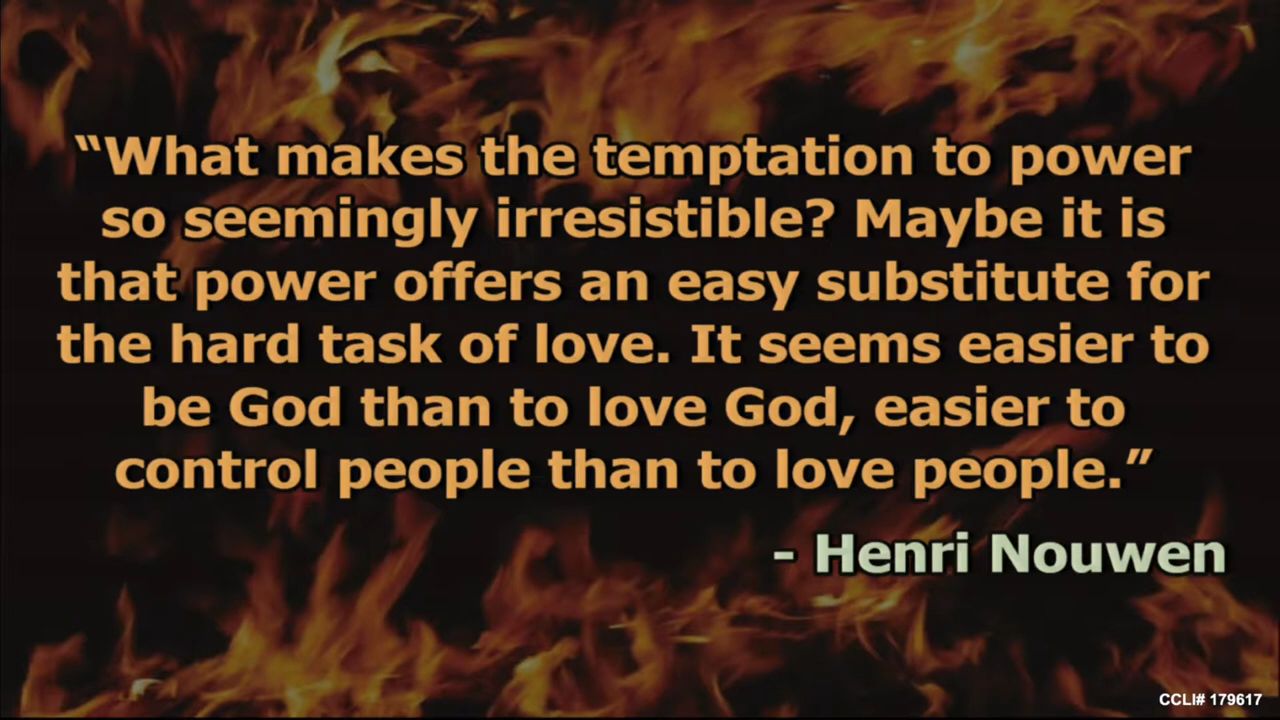 “What makes the temptation to power
so seemingly irresistible? Maybe it is
that power offers an easy substitute for
the hard task of love. It seems easier to
be God than to love God, easier to
control people than to love people.”
- Henri Nouwen
CCLI# 179617